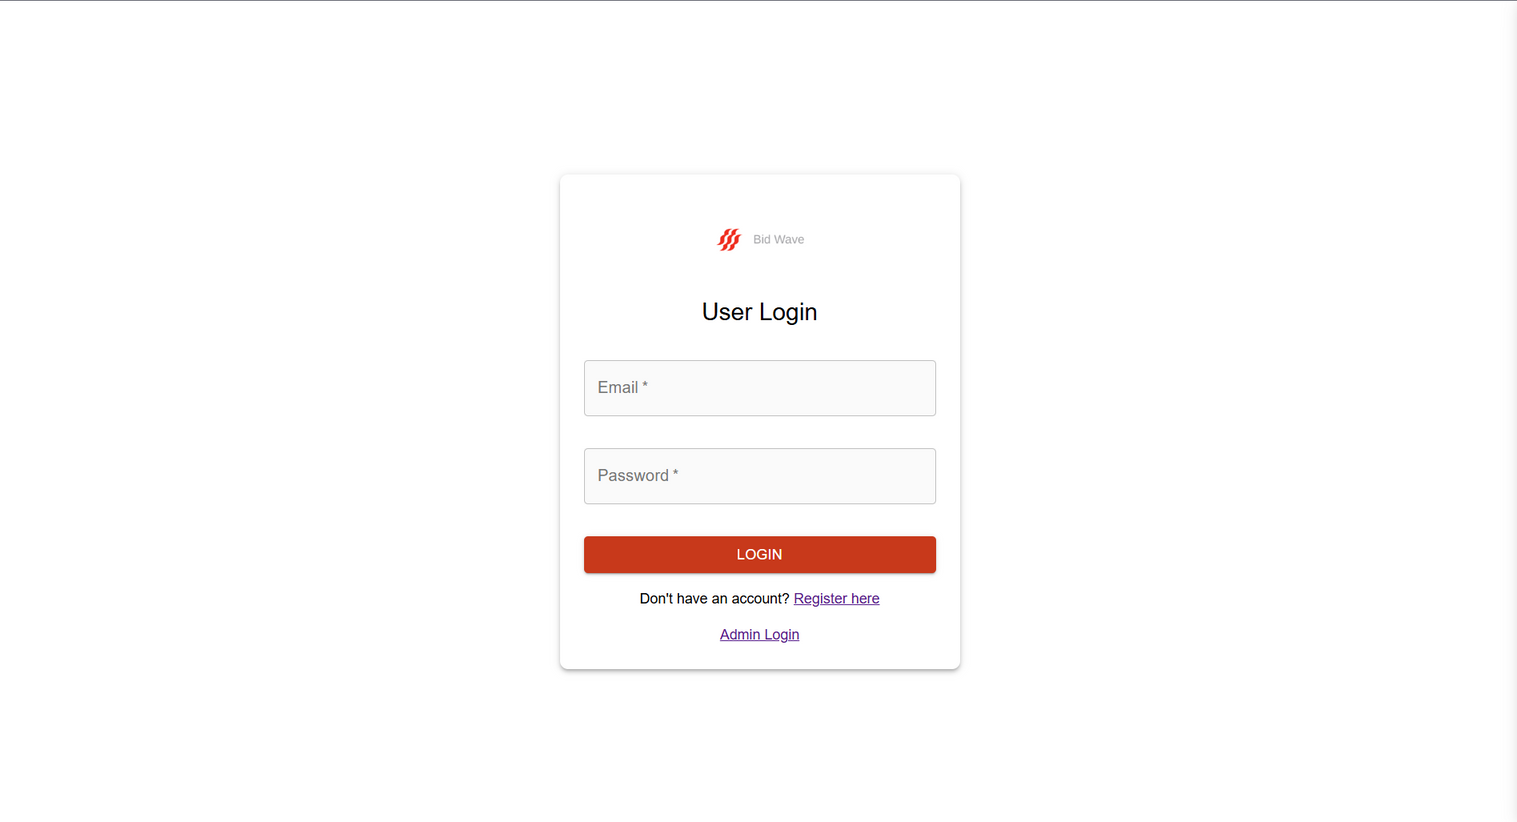 Bid Wave
User Login
Email *
Password *
LOGIN
Don't have an account? Register here
Admin Login